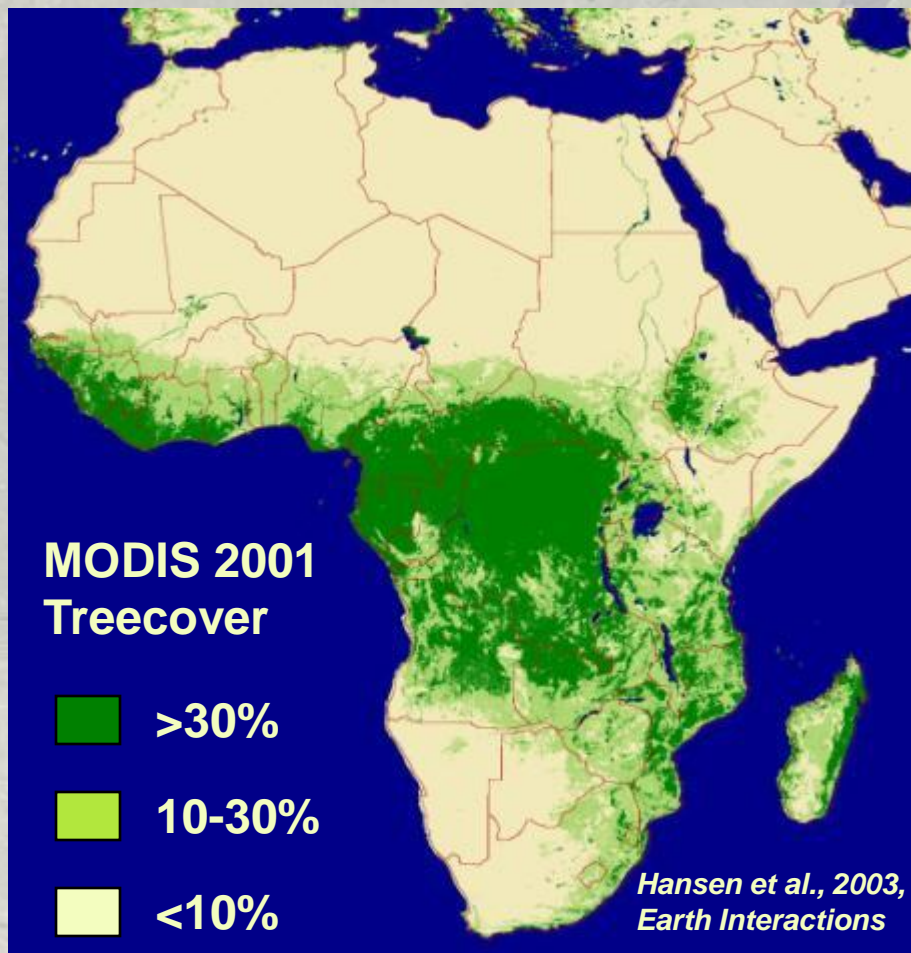 MODIS 2001
Treecover
>30%
10-30%
<10%
Hansen et al., 2003,
Earth Interactions